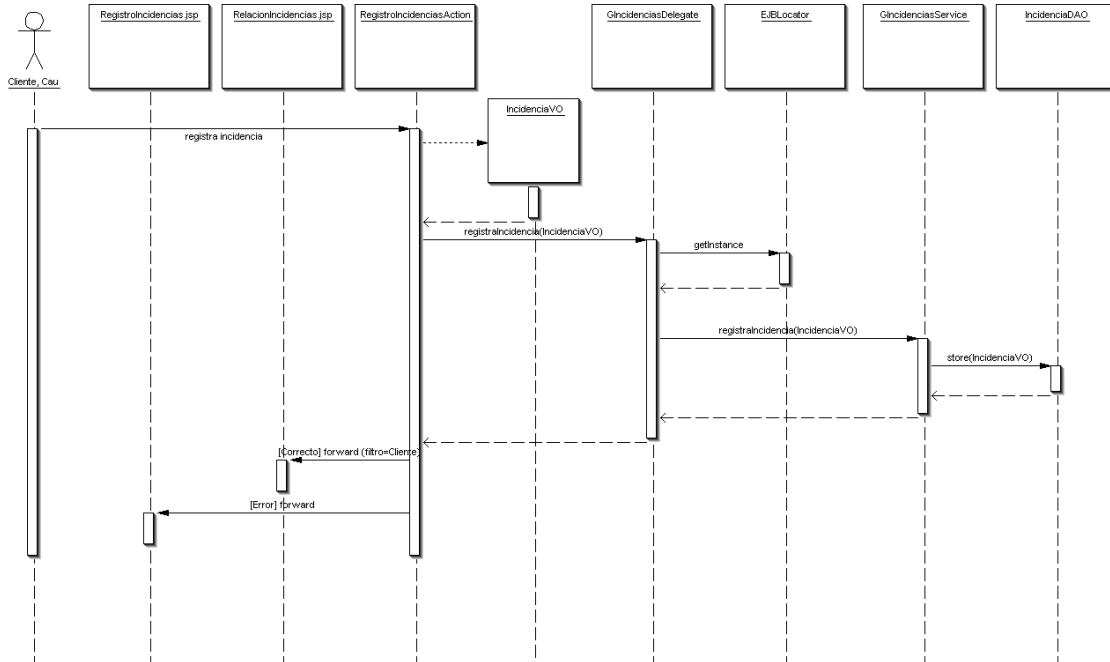 RegistroIncidencias.jsp
RelacionIncidencias.jsp
RegistroIncidenciasAction
GIncidenciasDelegate
EJBLocator
GIncidenciasService
IncidenciaDAO
Cliente, Cau
IncidenciaVO
registra incidencia
registraIncidencia(IncidenciaVO)
getInstance
registraIncidencia(IncidenciaVO)
store(IncidenciaVO)
[Correcto] forward (filtro=Cliente)
[Error] forward